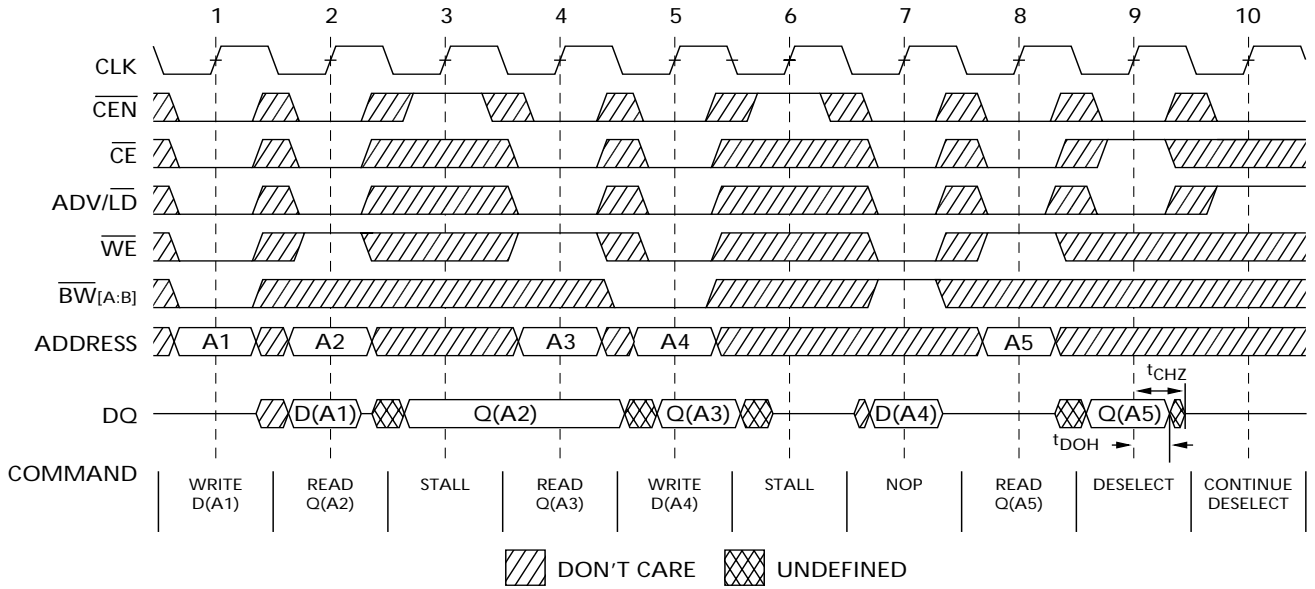 1 2 3 4 5 6 7 8 9 10
CLK
CEN
CE
ADV/LD
WE
BW[A:B]
ADDRESS A1 A2 A3 A4 A5
tCHZ
DQ D(A1) Q(A2) Q(A3) D(A4) Q(A5)
tDOH
COMMAND
WRITE READ STALL READ WRITE STALL NOP READ DESELECT CONTINUE
D(A1) Q(A2) Q(A3) D(A4) Q(A5) DESELECT
DON'T CARE UNDEFINED